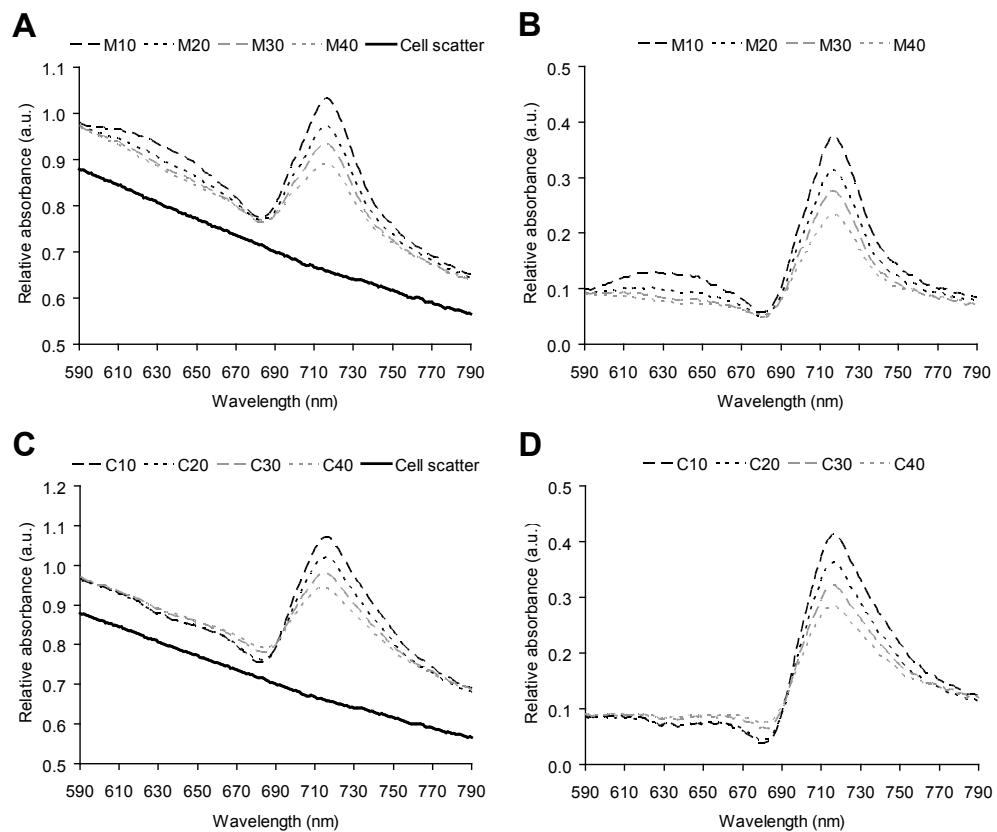 A
M10 M20 M30 M40 Cell scatter
Relative absorbance (a.u.)
1.1
1.0
0.9
0.8
0.7
0.6
0.5
590 610 630 650 670 690 710 730 750 770 790
Wavelength (nm)
B
M10 M20 M30 M40
Relative absorbance (a.u.)
0.5
0.4
0.3
0.2
0.1
0.0
590 610 630 650 670 690 710 730 750 770 790
Wavelength (nm)
C
C10 C20 C30 C40 Cell scatter
Relative absorbance (a.u.)
1.2
1.1
1.0
0.9
0.8
0.7
0.6
0.5
590 610 630 650 670 690 710 730 750 770 790
Wavelength (nm)
D
C10 C20 C30 C40
Relative absorbance (a.u.)
0.5
0.4
0.3
0.2
0.1
0.0
590 610 630 650 670 690 710 730 750 770 790
Wavelength (nm)